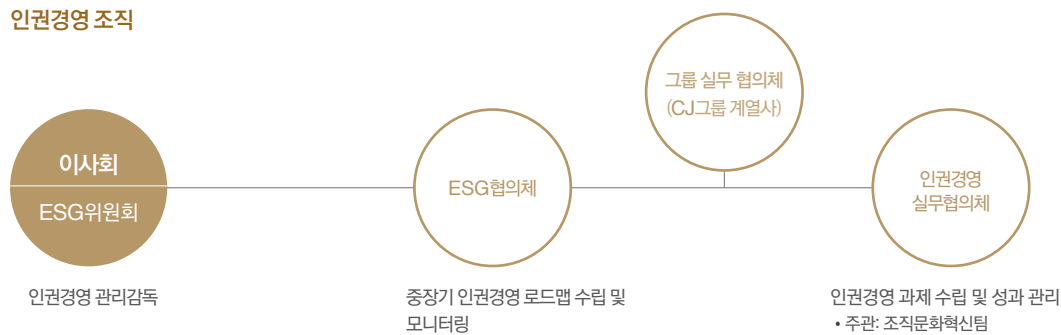 인권경영 조직
그룹 실무 협의체
(CJ그룹 계열사)
이사회
ESG위원회
ESG협의체
인권경영
실무협의체
인권경영 관리감독
중장기 인권경영 로드맵 수립 및
모니터링
인권경영 과제 수립 및 성과 관리
• 주관: 조직문화혁신팀